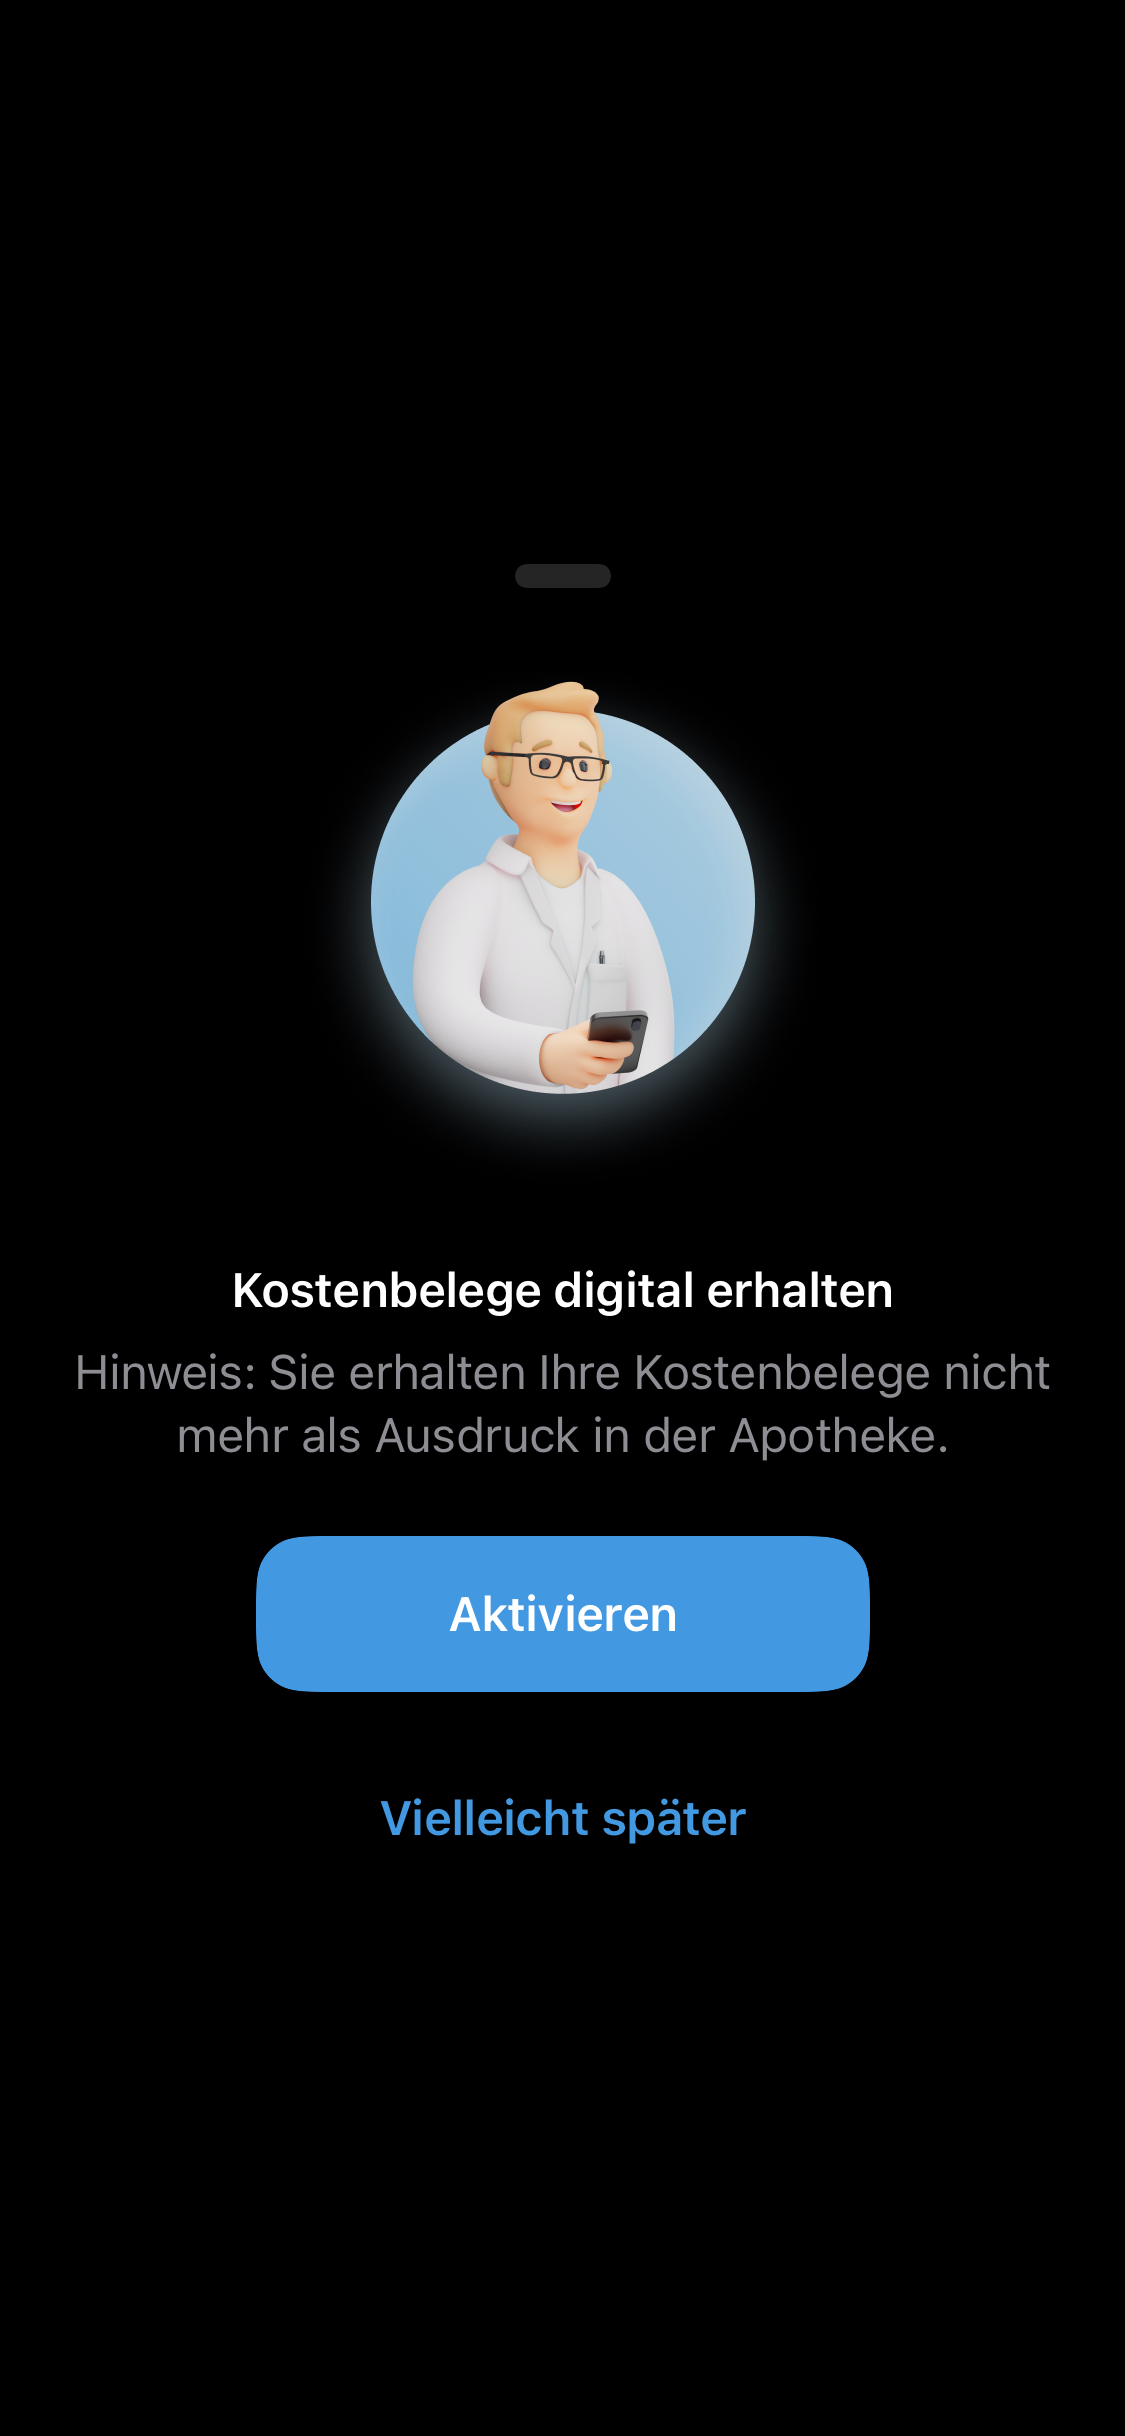 Kostenbelege digital erhalten
Hinweis: Sie erhalten Ihre Kostenbelege nicht
mehr als Ausdruck in der Apotheke.
Aktivieren
Vielleicht später